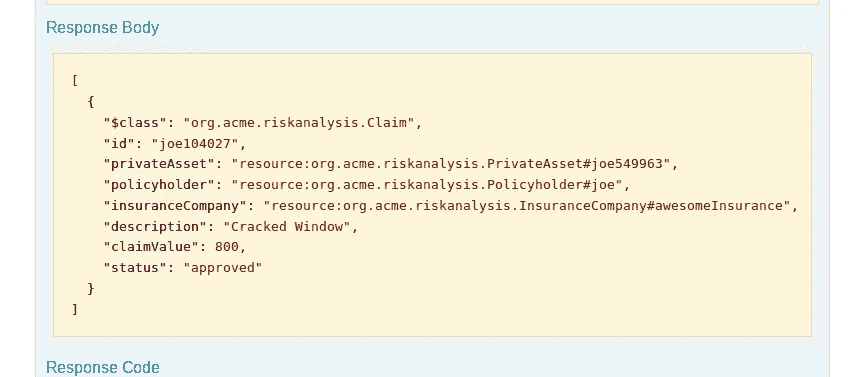 Response Body
[
  {
    "$class": "org.acme.riskanalysis.Claim",
    "id": "joe104027",
    "privateAsset": "resource:org.acme.riskanalysis.PrivateAsset#joe549963",
    "policyholder": "resource:org.acme.riskanalysis.Policyholder#joe",
    "insuranceCompany": "resource:org.acme.riskanalysis.InsuranceCompany#awesomeInsurance",
    "description": "Cracked Window",
    "claimValue": 800,
    "status": "approved"
  }
]
Response Code